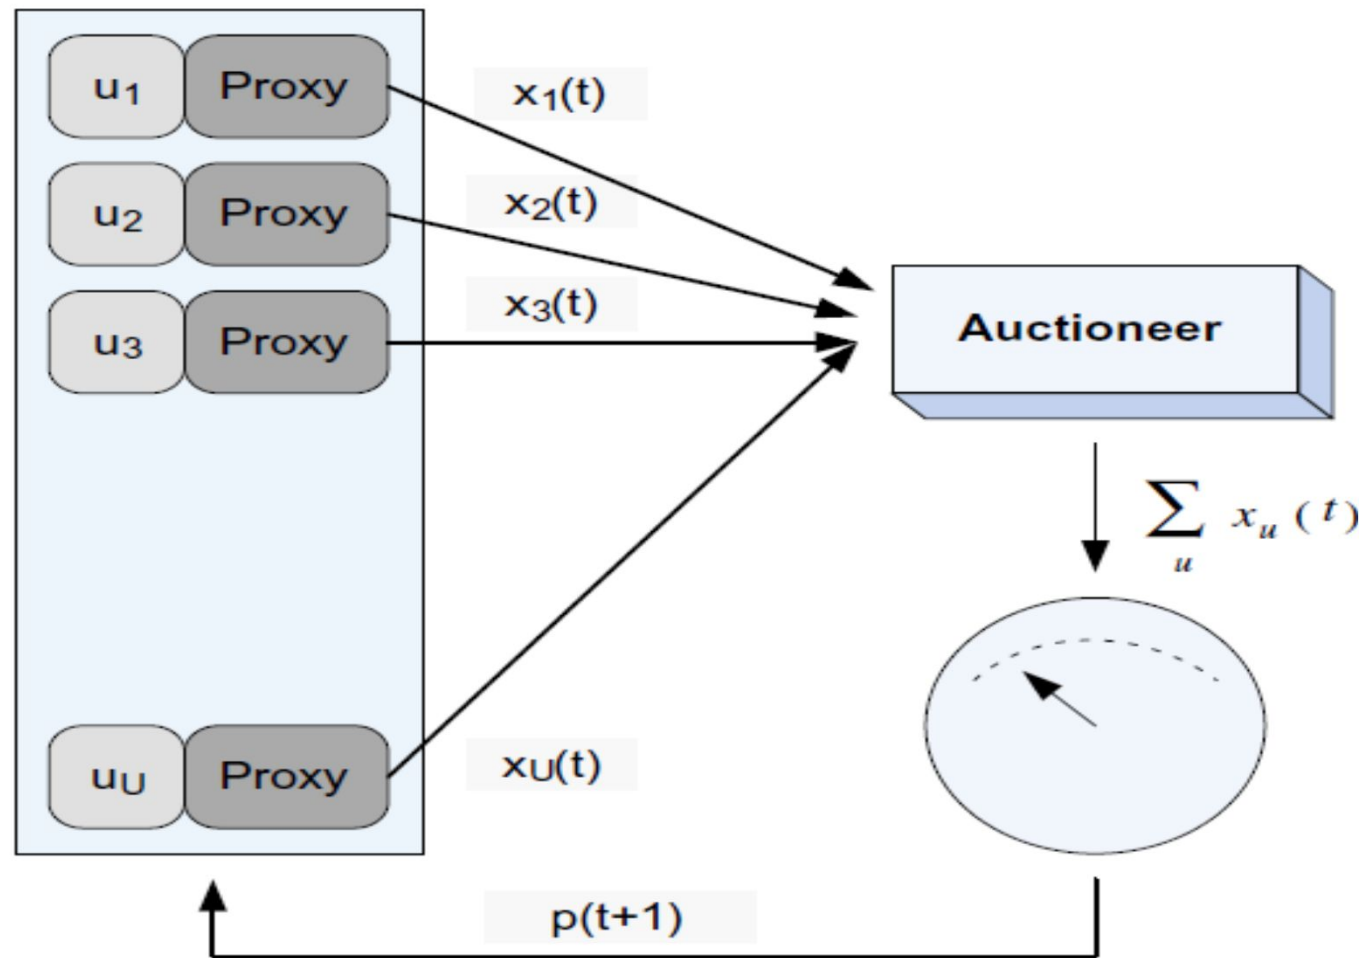 u1 Proxy
x1(t)
u2 Proxy
x2(t)
u3 Proxy
x3(t)
Auctioneer
∑u xu (t)
uU Proxy
xU(t)
p(t+1)